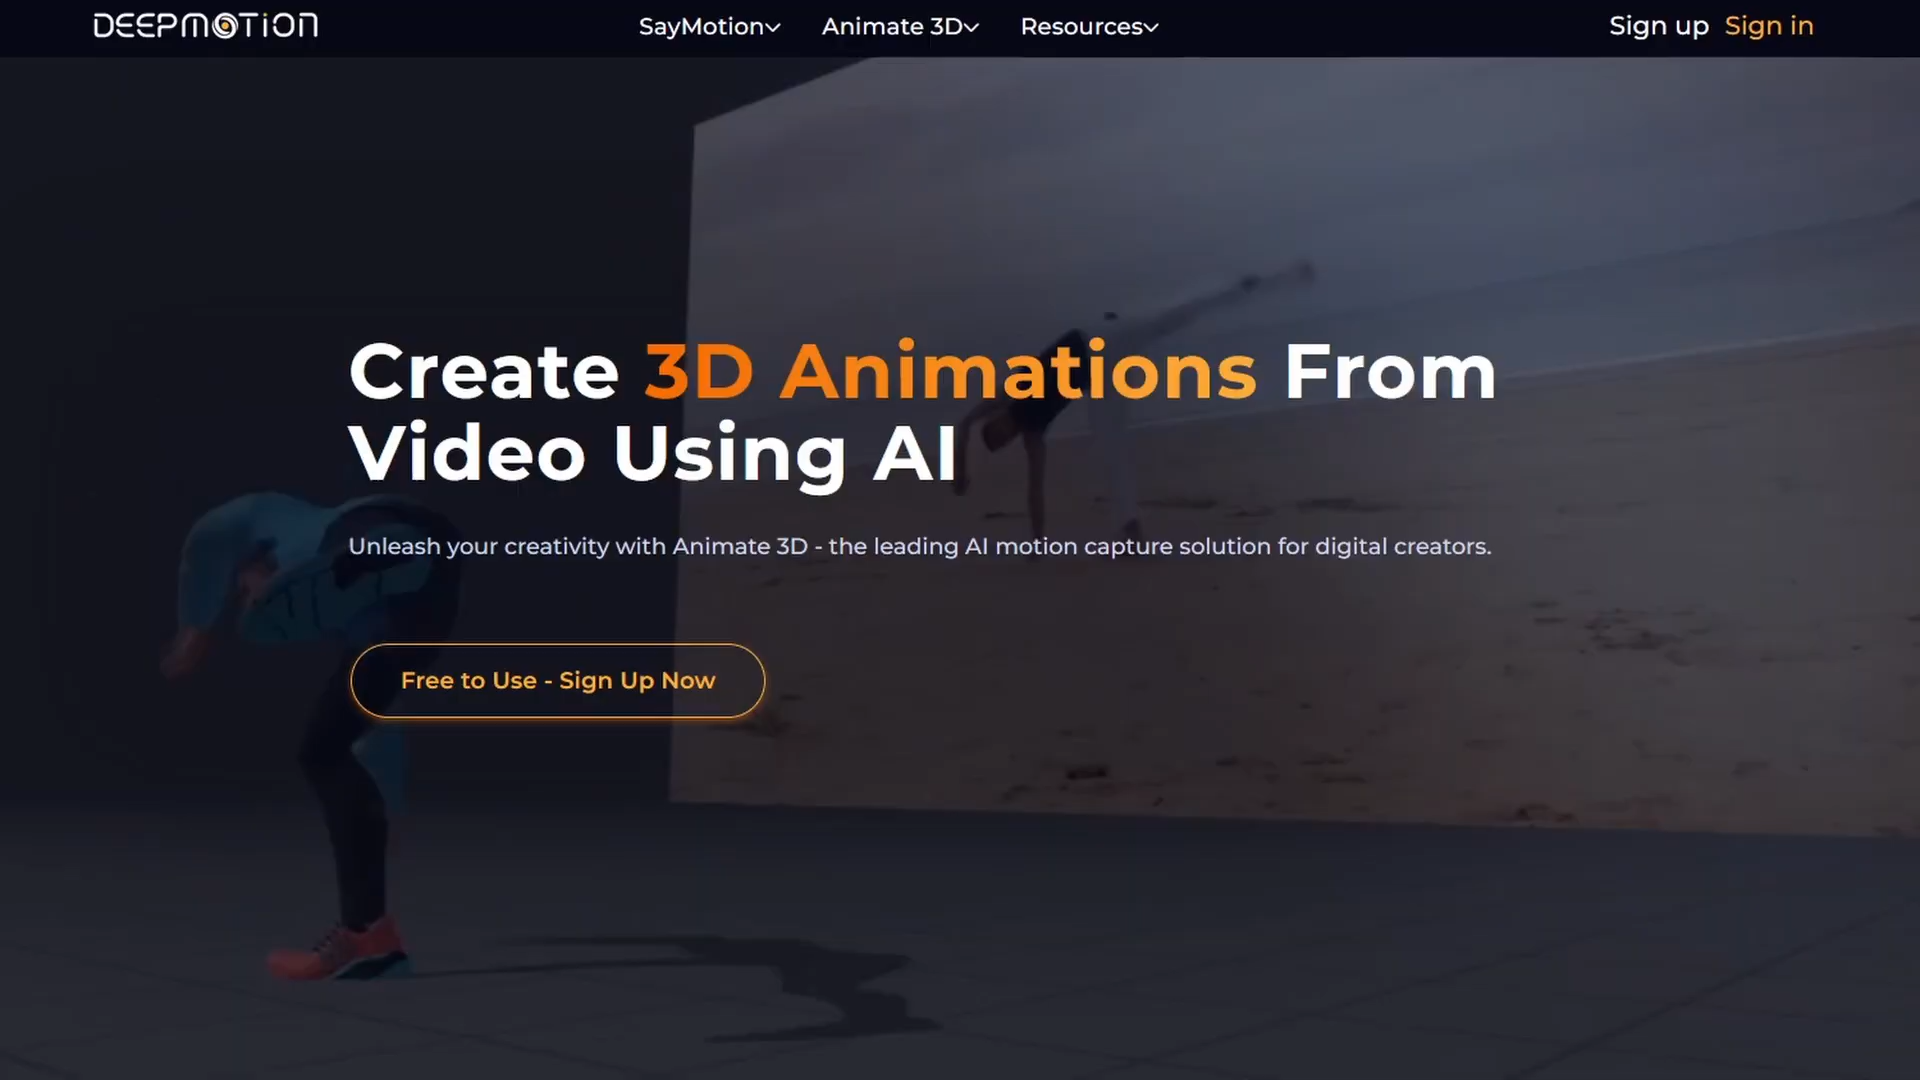 DEEPMOTION
SayMotion
Animate 3D
Resources
Sign up
Sign in
Create 3D Animations From
Video Using AI
Unleash your creativity with Animate 3D - the leading AI motion capture solution for digital creators.
Free to Use - Sign Up Now